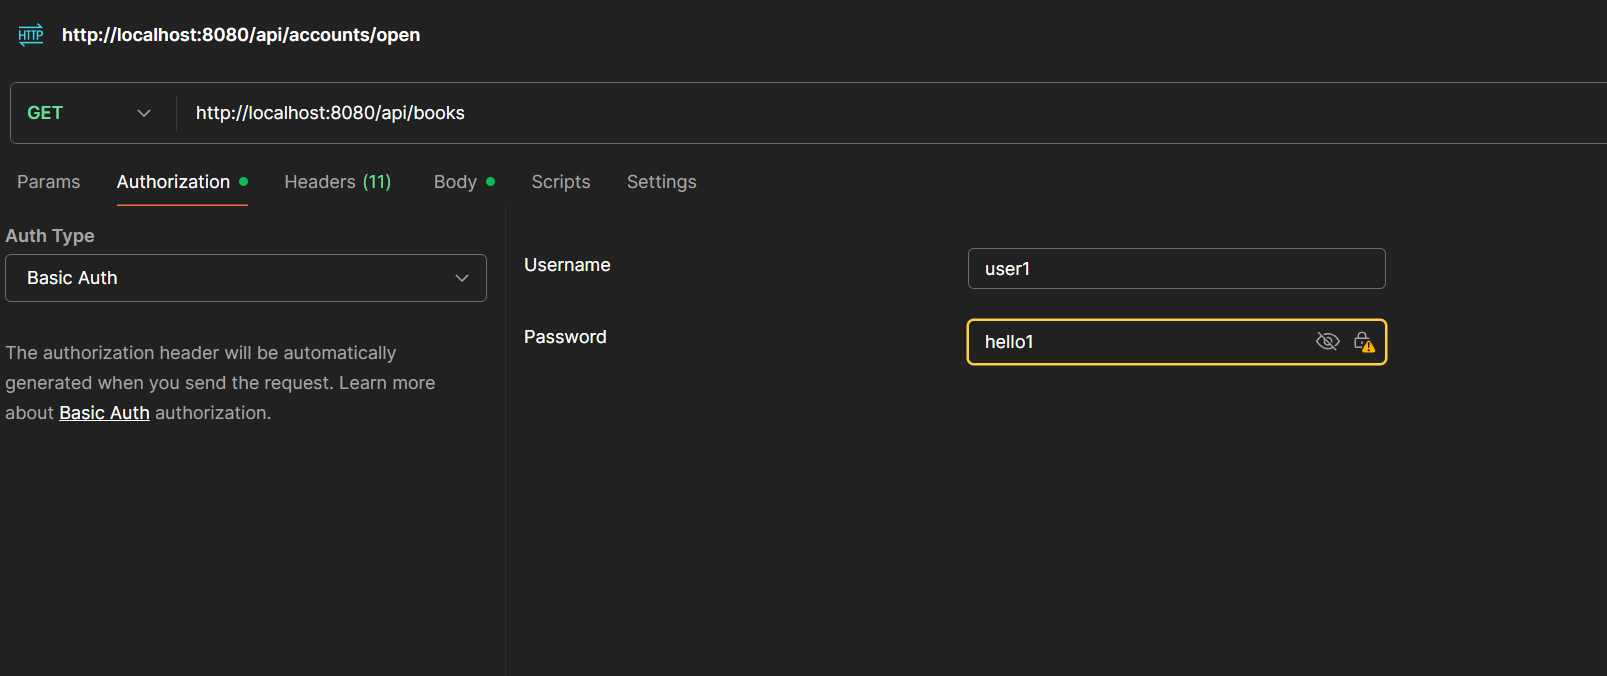 HTTP http://localhost:8080/api/accounts/open
GET http://localhost:8080/api/books
Params Authorization Headers (11) Body Scripts Settings
Auth Type
Basic Auth
The authorization header will be automatically
generated when you send the request. Learn more
about Basic Auth authorization.
Username user1
Password hello1